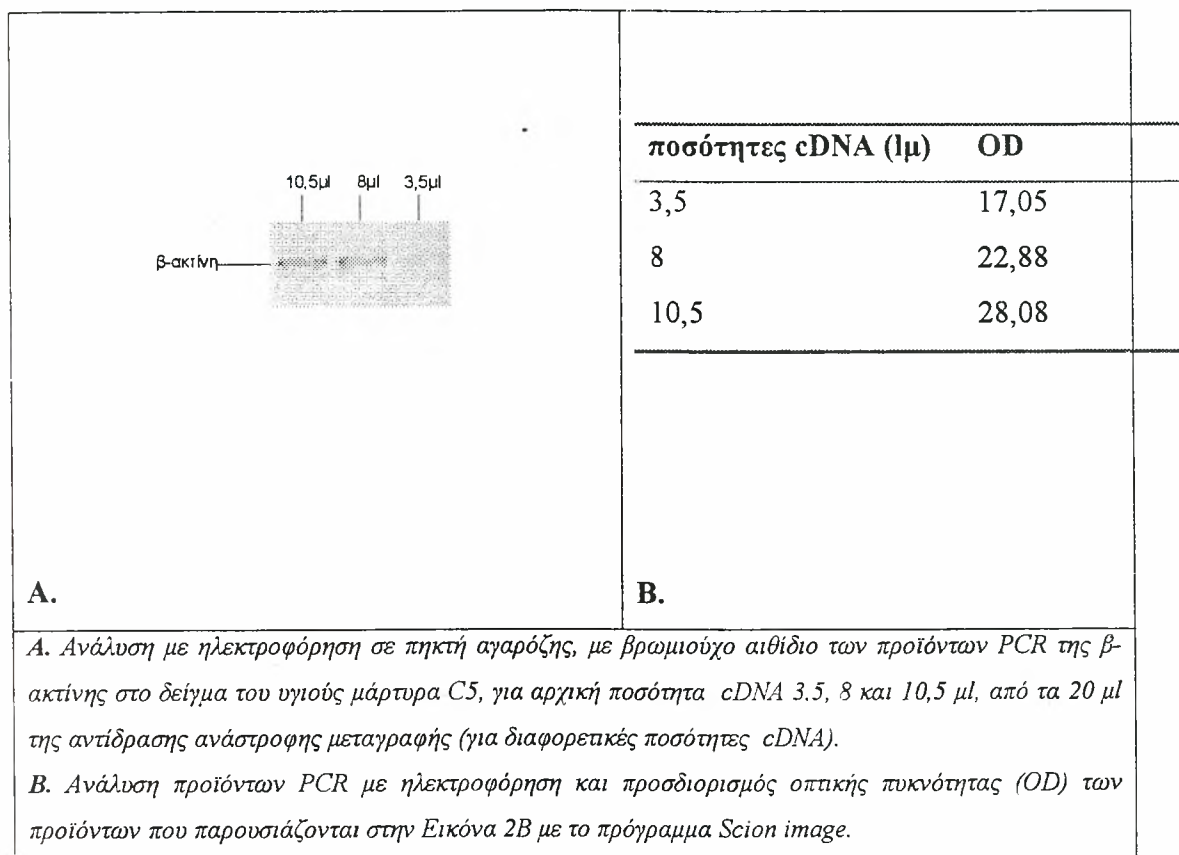 10,5μl 8μl 3,5μl
β-ακτίνη
A.
ποσότητες cDNA (lμ) OD
3,5 17,05
8 22,88
10,5 28,08
B.
A. Ανάλυση με ηλεκτροφόρηση σε πηκτή αγαρόζης, με βρωμιούχο αιθίδιο των προϊόντων PCR της β-
ακτίνης στο δείγμα του υγιούς μάρτυρα C5, για αρχική ποσότητα cDNA 3.5, 8 και 10,5 μl, από τα 20 μl
της αντίδρασης ανάστροφης μεταγραφής (για διαφορετικές ποσότητες cDNA).
B. Ανάλυση προϊόντων PCR με ηλεκτροφόρηση και προσδιορισμός οπτικής πυκνότητας (OD) των
προϊόντων που παρουσιάζονται στην Εικόνα 2Β με το πρόγραμμα Scion image.